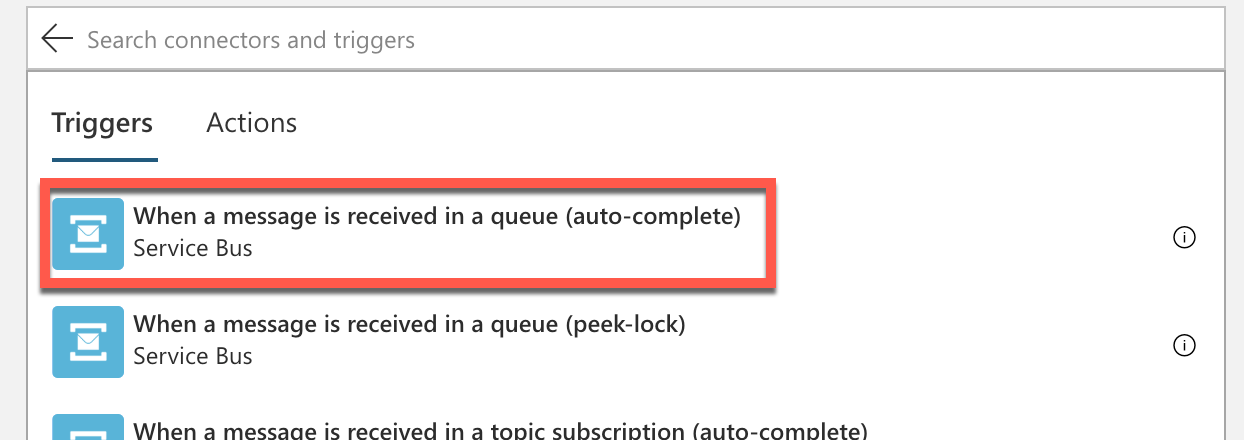 Search connectors and triggers
Triggers Actions
When a message is received in a queue (auto-complete)
Service Bus
When a message is received in a queue (peek-lock)
Service Bus
When a message is received in a topic subscription (auto-complete)